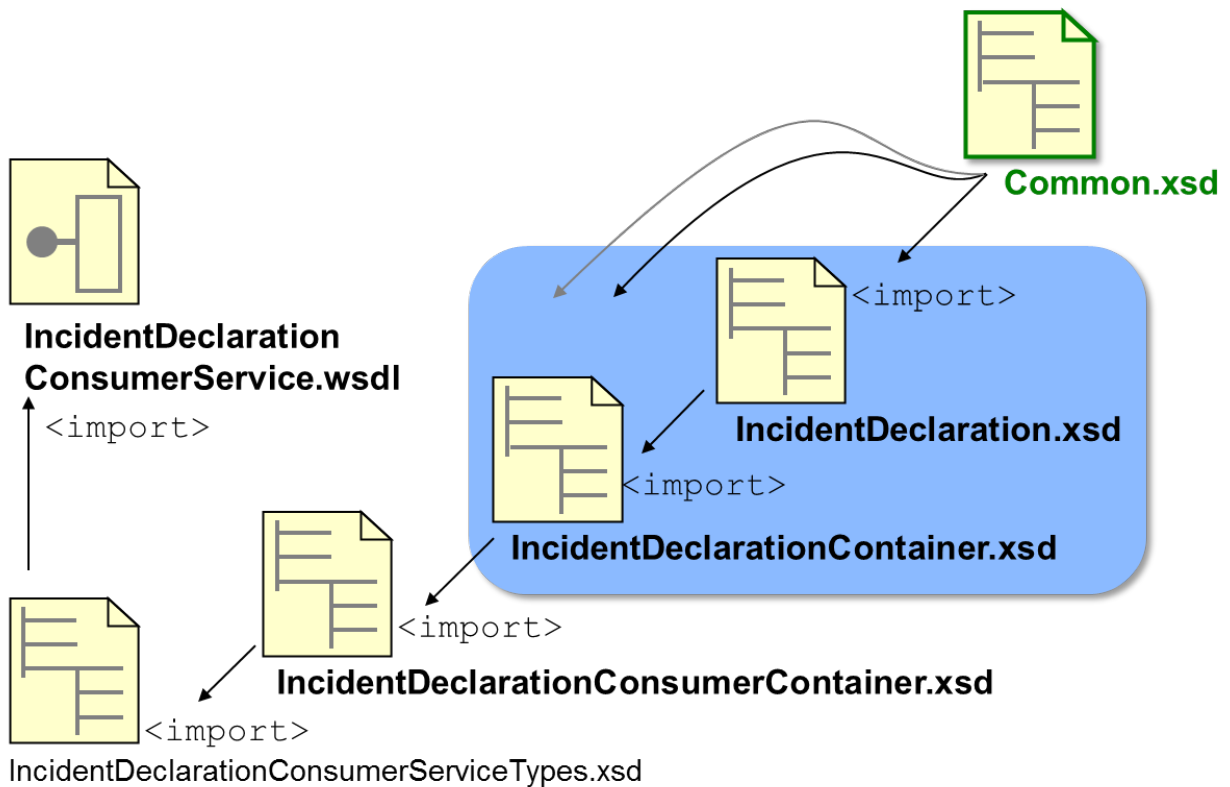 Common.xsd
<import>
IncidentDeclaration
ConsumerService.wsdl
<import>
IncidentDeclaration.xsd
<import>
IncidentDeclarationContainer.xsd
<import>
IncidentDeclarationConsumerContainer.xsd
<import>
IncidentDeclarationConsumerServiceTypes.xsd